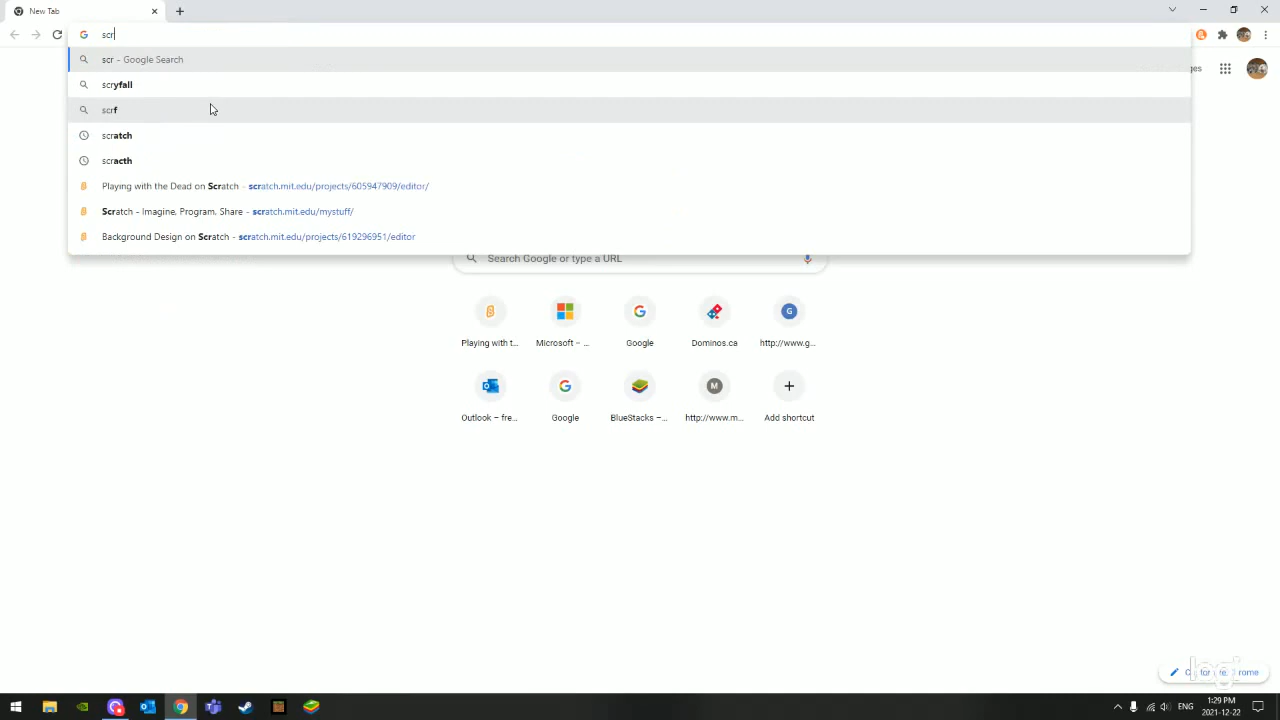 New Tab
scr
scr - Google Search
scryfall
scrf
scratch
scracth
Playing with the Dead on Scratch - scratch.mit.edu/projects/605947909/editor/
Scratch - Imagine, Program, Share - scratch.mit.edu/mystuff/
Background Design on Scratch - scratch.mit.edu/projects/619296951/editor
Search Google or type a URL
Playing with t...
Microsoft – ...
Google
Dominos.ca
http://www.g...
Outlook – fre...
Google
BlueStacks –...
http://www.m...
Add shortcut
logi
ENG
1:29 PM
2021-12-22